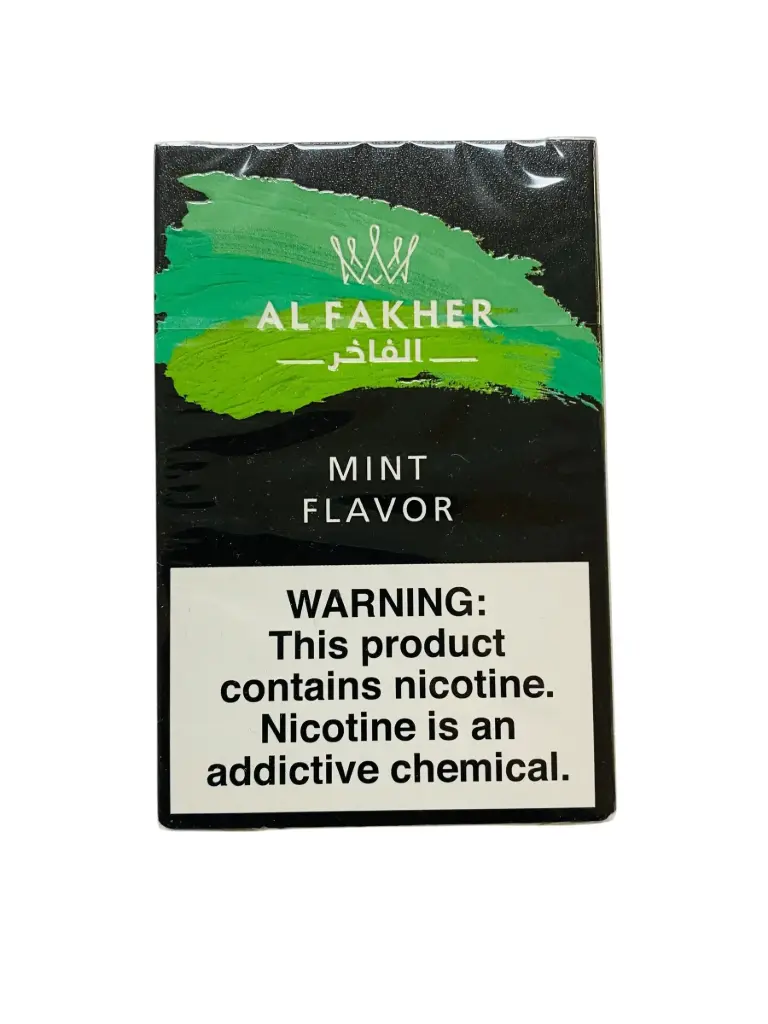 AL FAKHER
الفاخر
MINT
FLAVOR
WARNING:
This product
contains nicotine.
Nicotine is an
addictive chemical.